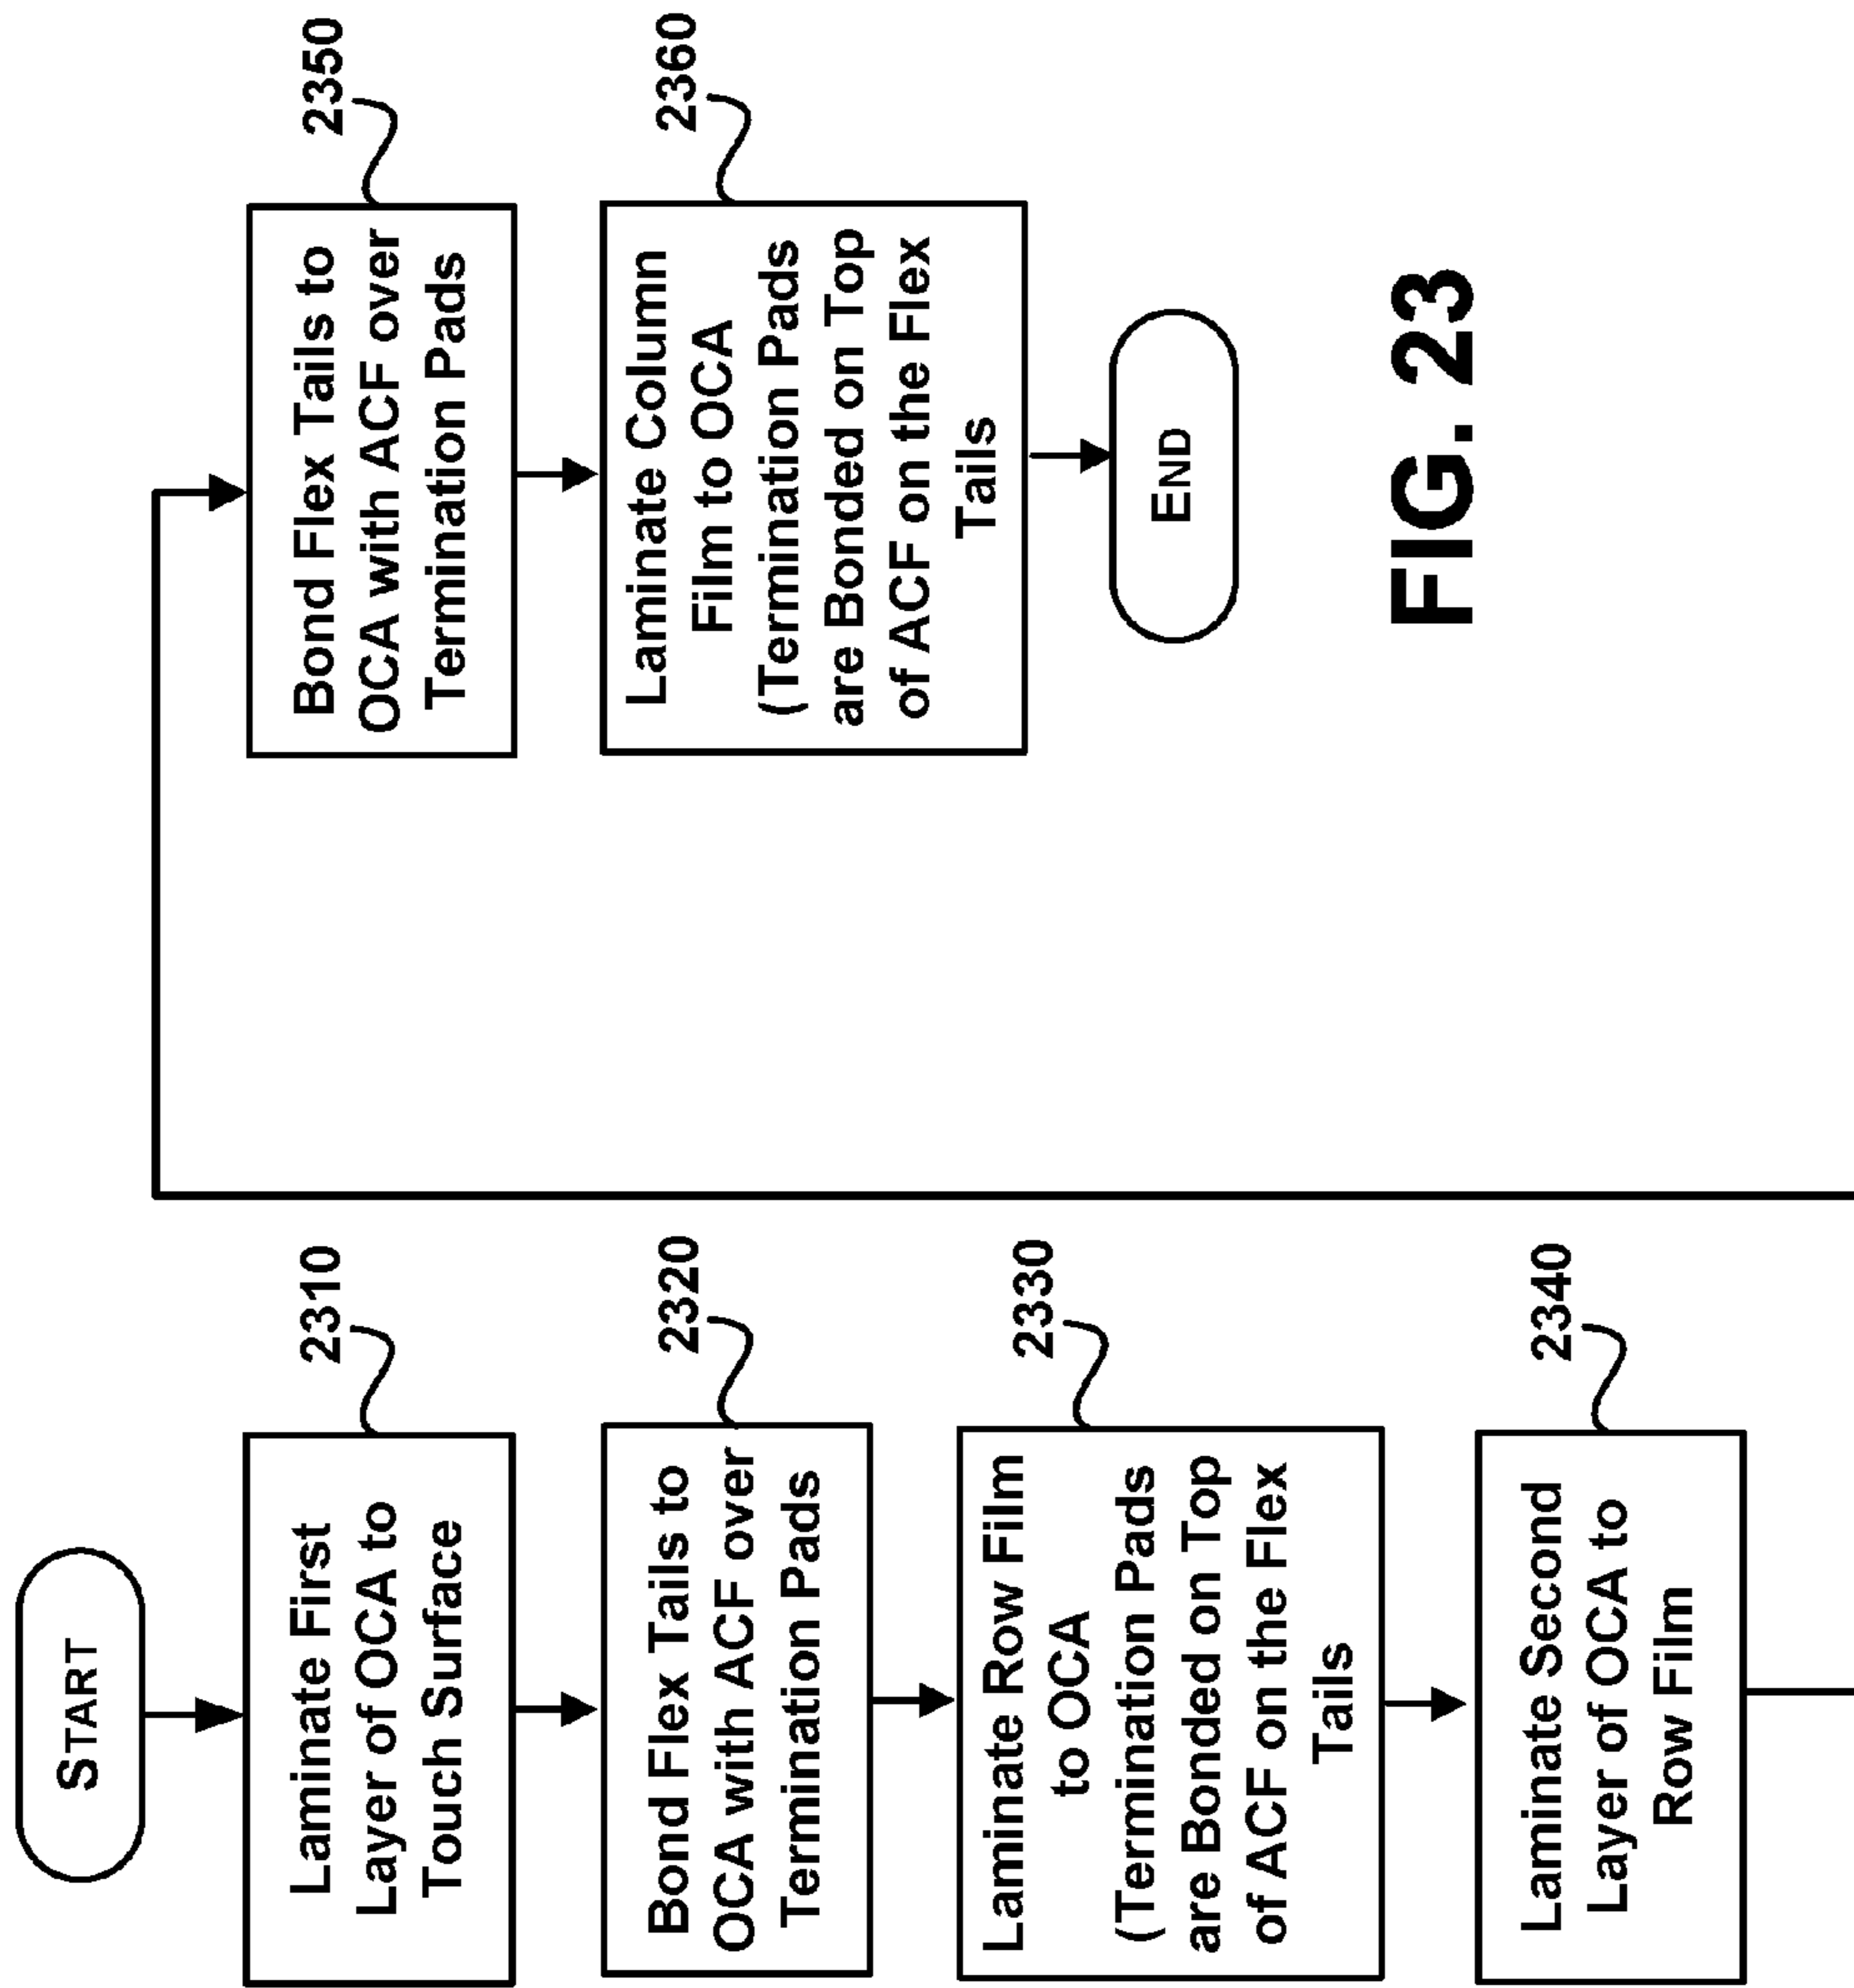 START
2310
Laminate First
Layer of OCA to
Touch Surface
2320
Bond Flex Tails to
OCA with ACF over
Termination Pads
2330
Laminate Row Film
to OCA
(Termination Pads
are Bonded on Top
of ACF on the Flex
Tails
2340
Laminate Second
Layer of OCA to
Row Film
2350
Bond Flex Tails to
OCA with ACF over
Termination Pads
2360
Laminate Column
Film to OCA
(Termination Pads
are Bonded on Top
of ACF on the Flex
Tails
END
FIG. 23